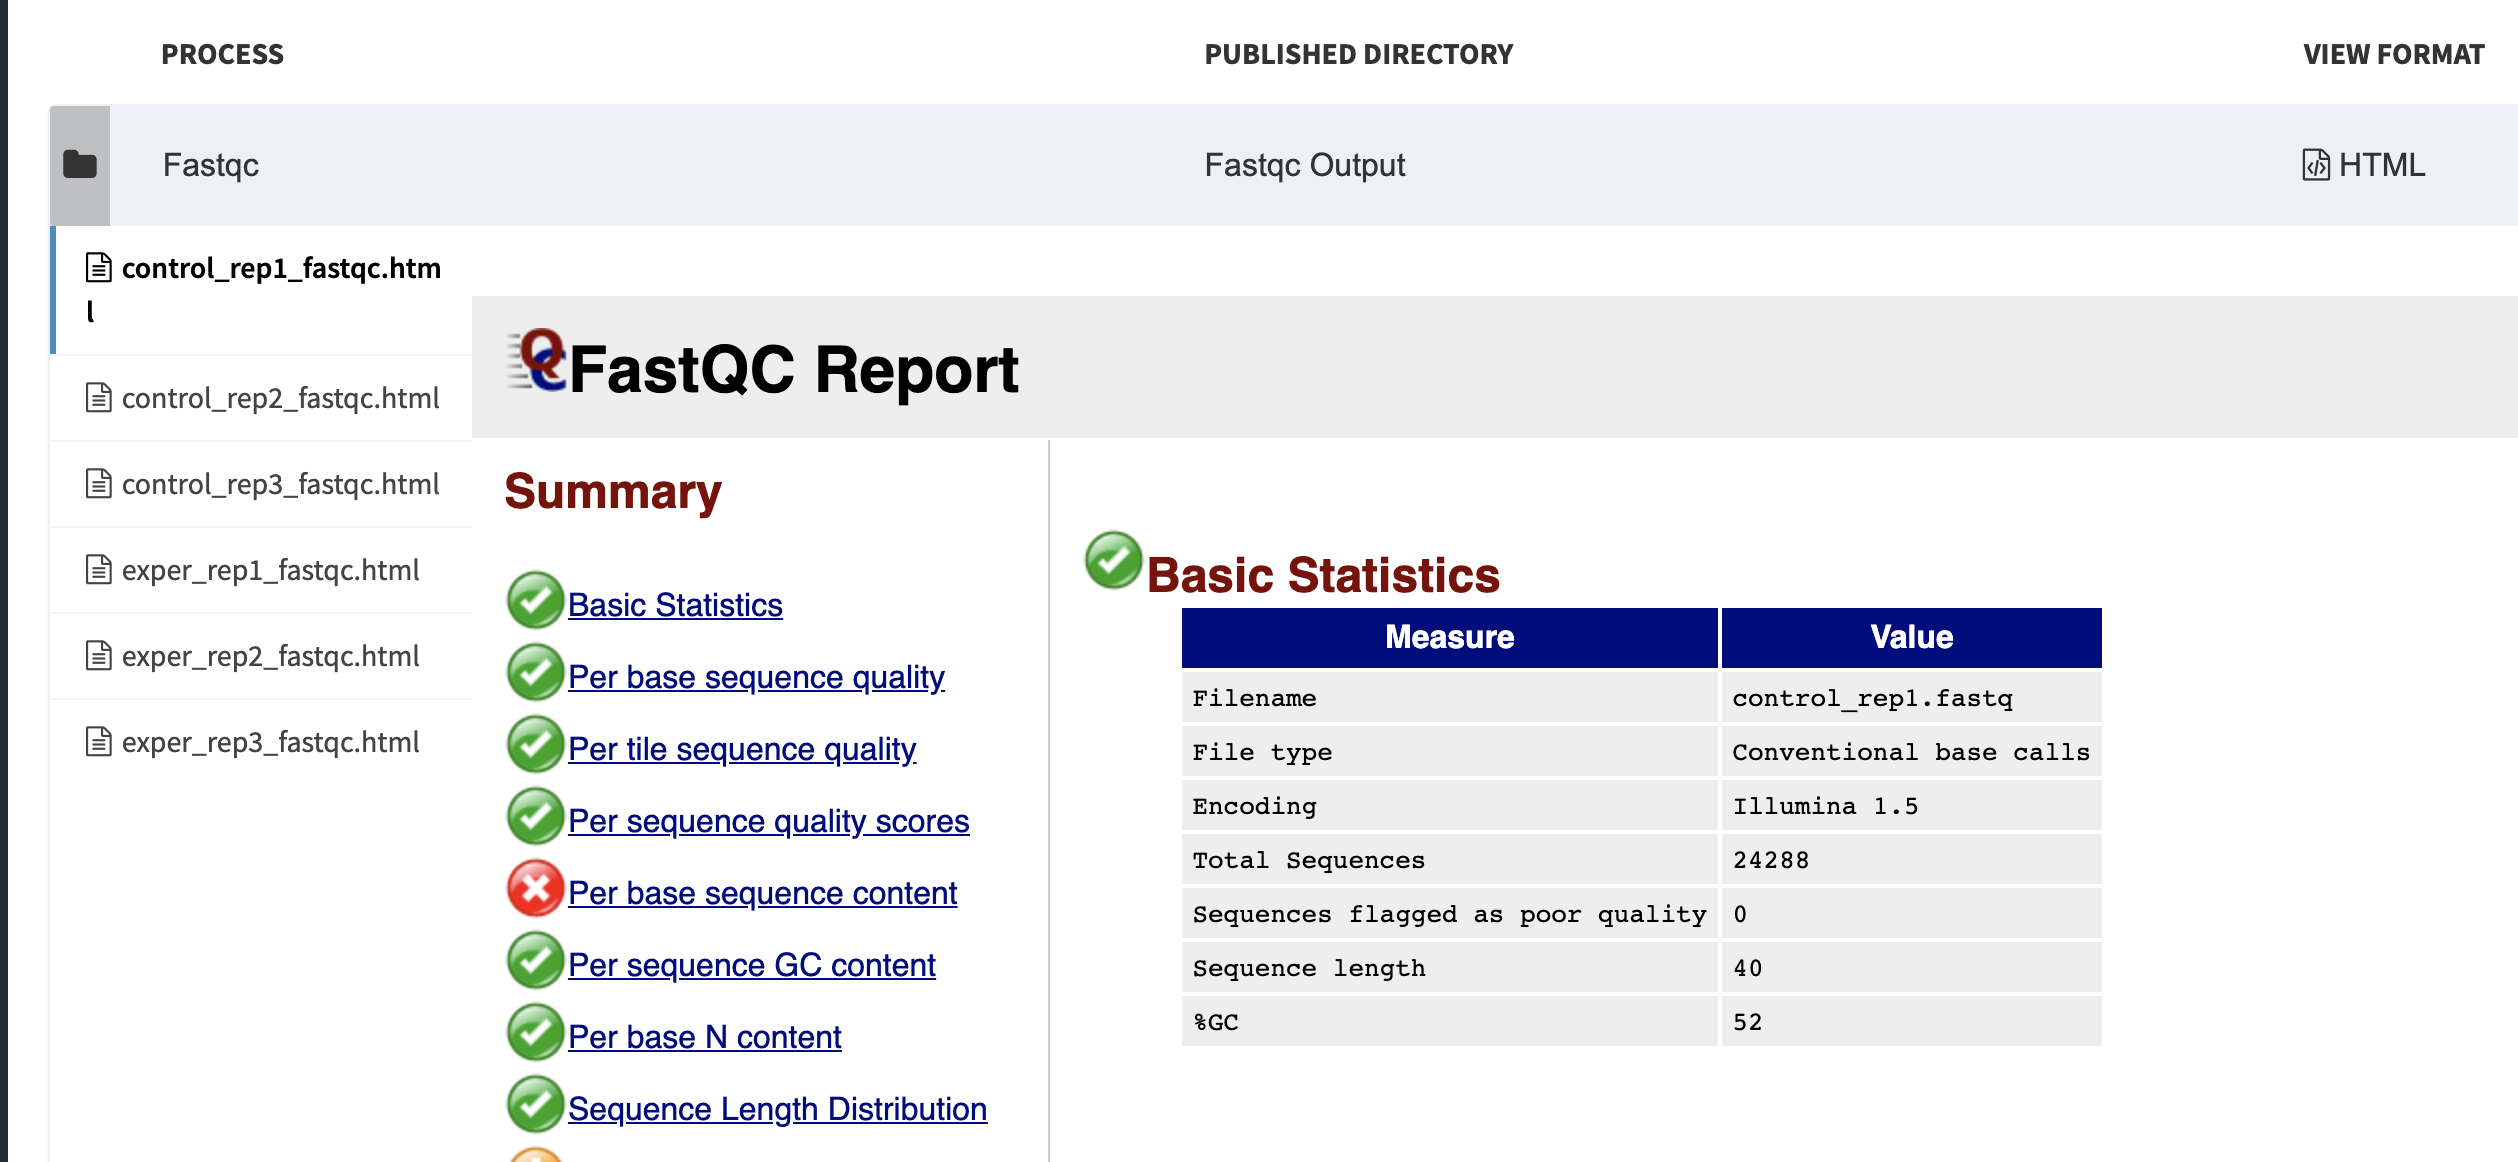 PROCESS PUBLISHED DIRECTORY VIEW FORMAT
Fastqc Fastqc Output HTML
control_rep1_fastqc.htm
l
control_rep2_fastqc.html
control_rep3_fastqc.html
exper_rep1_fastqc.html
exper_rep2_fastqc.html
exper_rep3_fastqc.html
FastQC Report
Summary
Basic Statistics
Per base sequence quality
Per tile sequence quality
Per sequence quality scores
Per base sequence content
Per sequence GC content
Per base N content
Sequence Length Distribution
Basic Statistics
Measure Value
Filename control_rep1.fastq
File type Conventional base calls
Encoding Illumina 1.5
Total Sequences 24288
Sequences flagged as poor quality 0
Sequence length 40
%GC 52